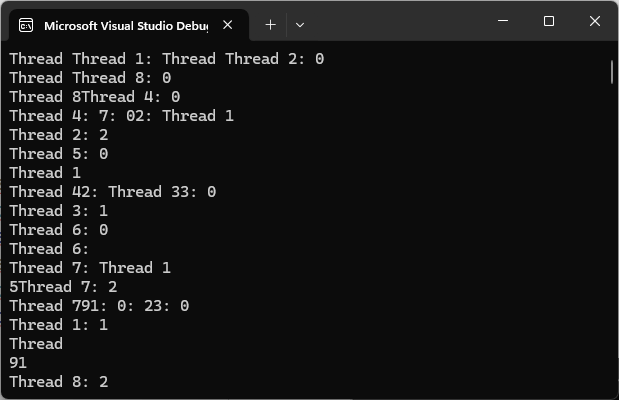 Microsoft Visual Studio Debug
Thread Thread 1: Thread Thread 2: 0
Thread Thread 8: 0
Thread 8Thread 4: 0
Thread 4: 7: 02: Thread 1
Thread 2: 2
Thread 5: 0
Thread 1
Thread 42: Thread 33: 0
Thread 3: 1
Thread 6: 0
Thread 6:
Thread 7: Thread 1
5Thread 7: 2
Thread 791: 0: 23: 0
Thread 1: 1
Thread
91
Thread 8: 2